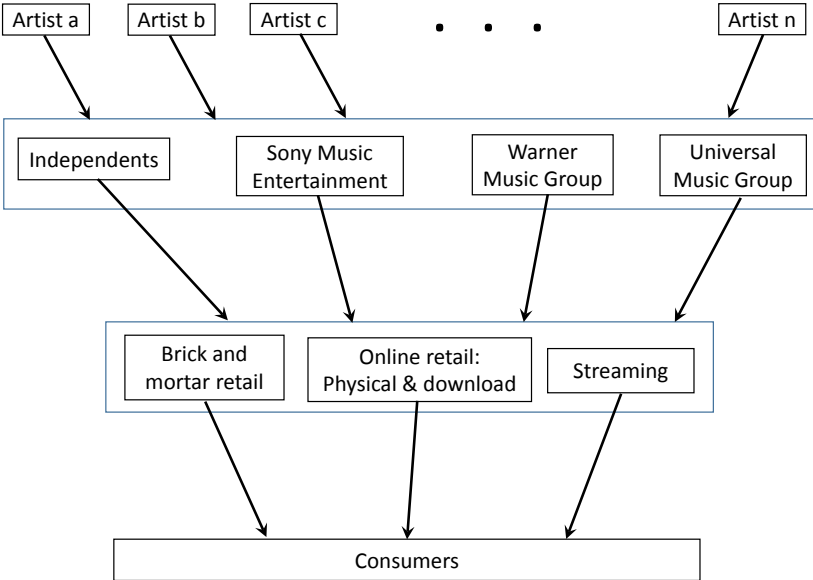 Artist a
Artist b
Artist c
. . .
Artist n
Independents
Sony Music
Entertainment
Warner
Music Group
Universal
Music Group
Brick and
mortar retail
Online retail:
Physical & download
Streaming
Consumers